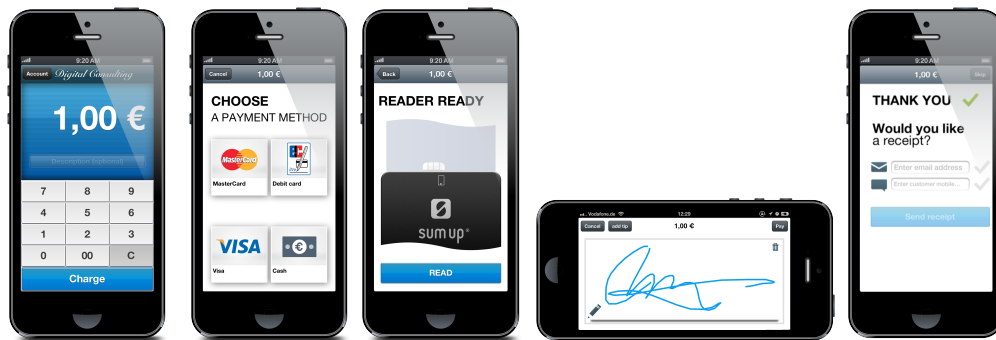 9:20 AM
Account Digital Consulting
1,00 €
Description (optional)
7 8 9
4 5 6
1 2 3
0 00 C
Charge
9:20 AM
Cancel 1,00 €
CHOOSE
A PAYMENT METHOD
MasterCard
EC
MasterCard Debit card
VISA
€
Visa Cash
9:20 AM
Back 1,00 €
READER READY
sumup®
READ
Vodafone.de 12:29
Cancel add tip 1,00 € Pay
9:20 AM
1,00 € Skip
THANK YOU
Would you like
a receipt?
Enter email address
Enter customer mobile...
Send receipt